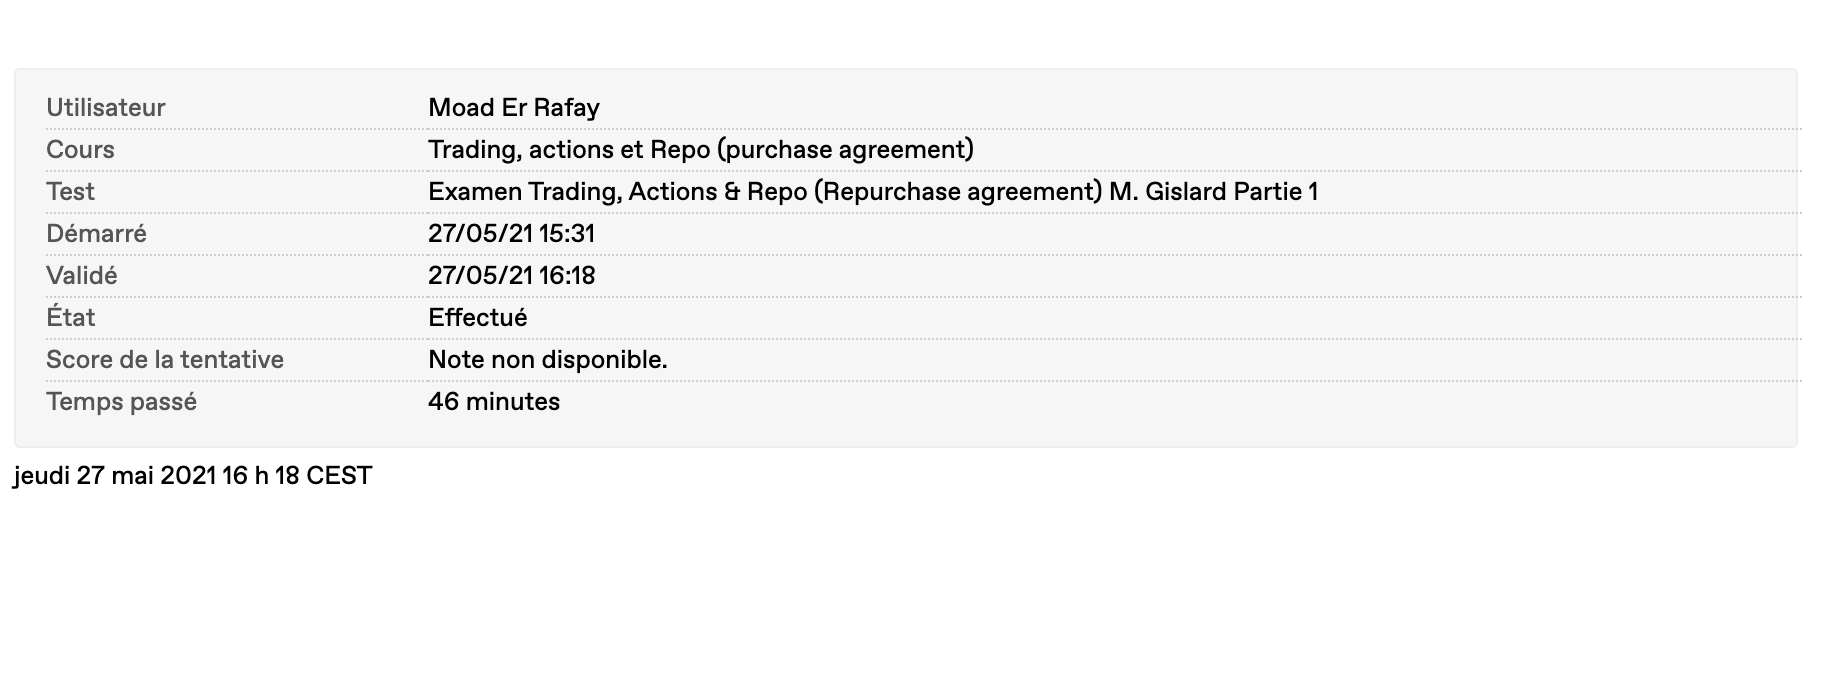 Utilisateur Moad Er Rafay
Cours Trading, actions et Repo (purchase agreement)
Test Examen Trading, Actions & Repo (Repurchase agreement) M. Gislard Partie 1
Démarré 27/05/21 15:31
Validé 27/05/21 16:18
État Effectué
Score de la tentative Note non disponible.
Temps passé 46 minutes
jeudi 27 mai 2021 16 h 18 CEST